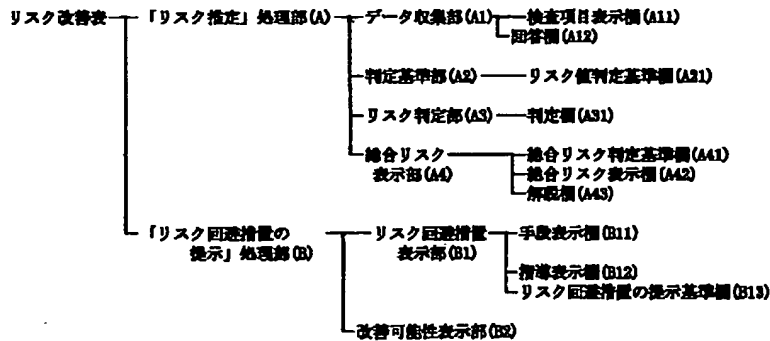 リスク改善表
「リスク推定」処理部(A)
データ収集部(A1)
検査項目表示欄(A11)
回答欄(A12)
判定基準部(A2)
リスク値判定基準欄(A21)
リスク判定部(A3)
判定欄(A31)
総合リスク
表示部(A4)
総合リスク判定基準欄(A41)
総合リスク表示欄(A42)
解説欄(A43)
「リスク回避措置の
提示」処理部(B)
リスク回避措置
表示部(B1)
手段表示欄(B11)
指導表示欄(B12)
リスク回避措置の提示基準欄(B13)
改善可能性表示部(B2)